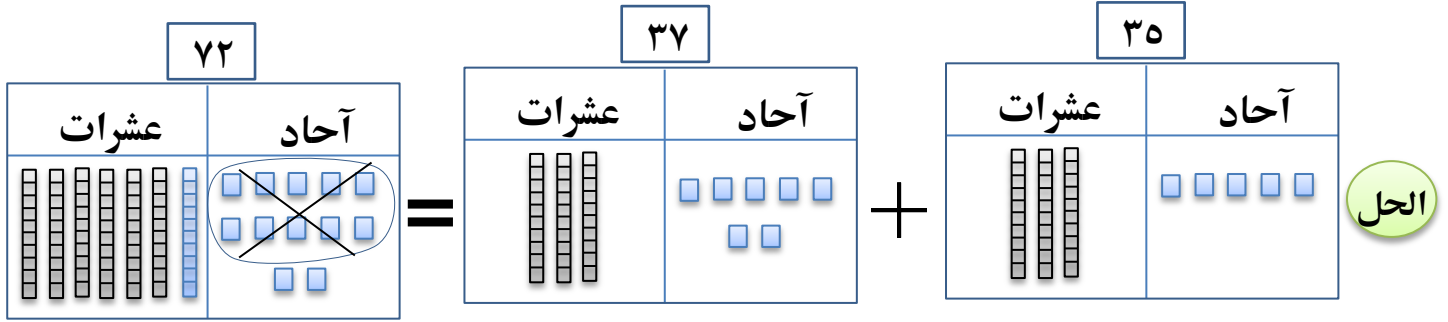 الحل
٣٥
آحاد
عشرات
+
٣٧
آحاد
عشرات
=
٧٢
آحاد
عشرات